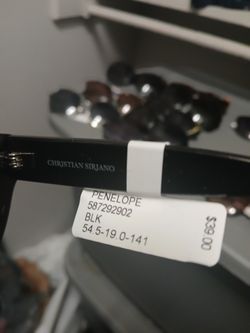 CHRISTIAN SIRIANO
PENELOPE
587292902
BLK
54.5-19.0-141
$39.00